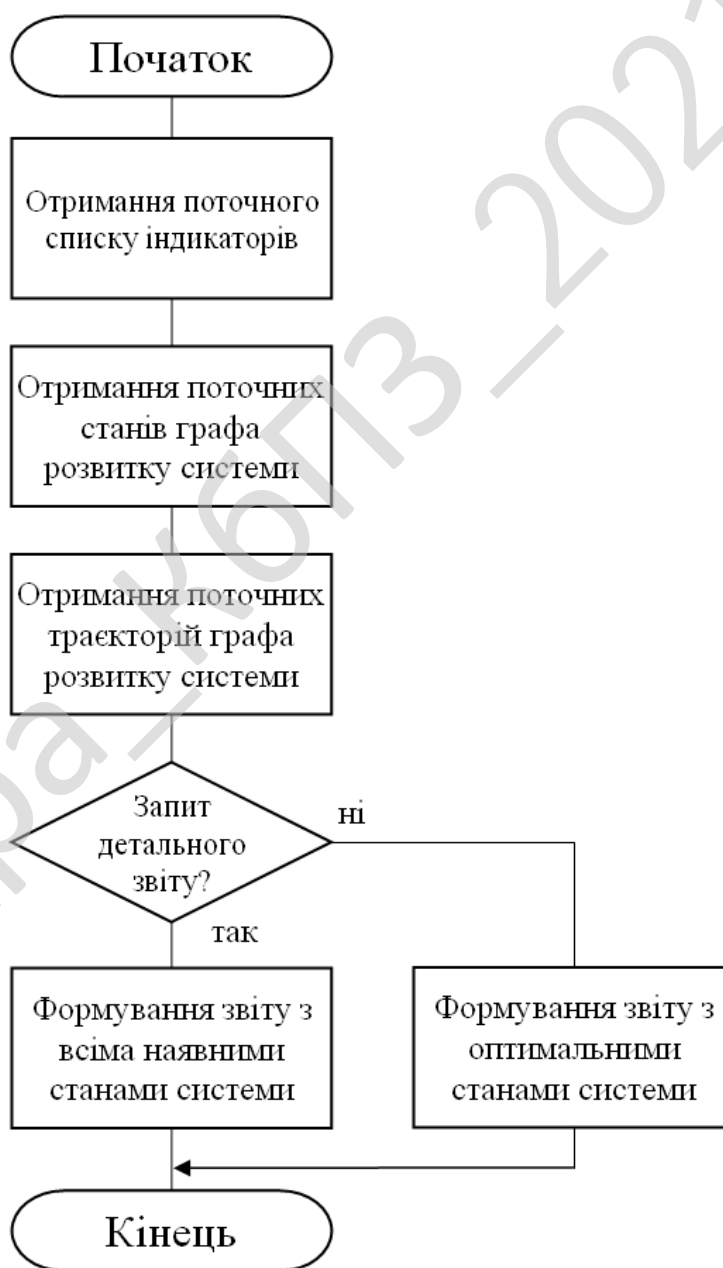 Початок
Отримання поточного
списку індикаторів
Отримання поточних
станів графа
розвитку системи
Отримання поточних
траєкторій графа
розвитку системи
Запит
детального
звіту?
ні
так
Формування звіту з
всіма наявними
станами системи
Формування звіту з
оптимальними
станами системи
Кінець